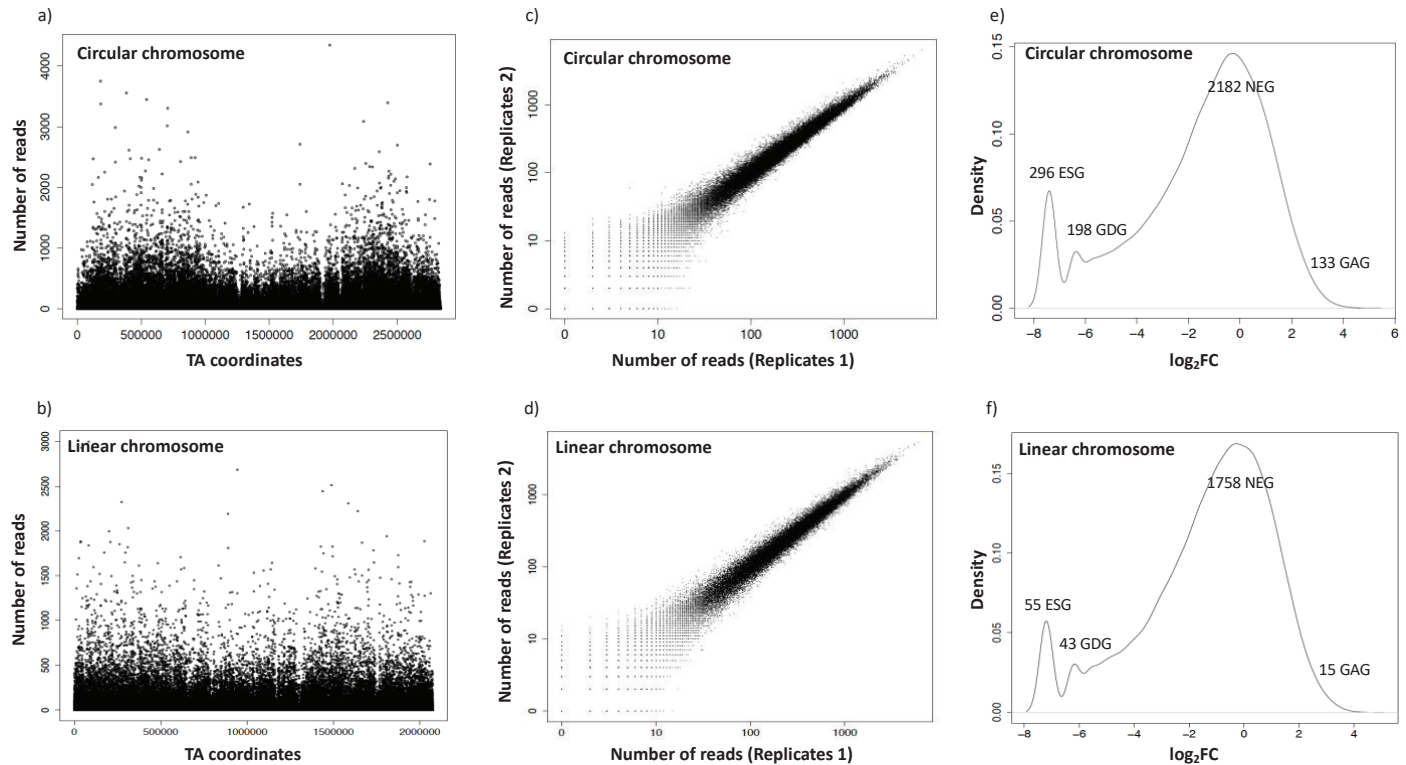 a)
Circular chromosome
Number of reads
4000
3000
2000
1000
0
0 500000 1000000 1500000 2000000 2500000
TA coordinates
c)
Circular chromosome
Number of reads (Replicates 2)
1000
100
10
0
0 10 100 1000
Number of reads (Replicates 1)
e)
Circular chromosome
Density
0.15
0.10
0.05
0.00
2182 NEG
296 ESG
198 GDG
133 GAG
−8 −6 −4 −2 0 2 4 6
log₂FC
b)
Linear chromosome
Number of reads
3000
2500
2000
1500
1000
500
0
0 500000 1000000 1500000 2000000
TA coordinates
d)
Linear chromosome
Number of reads (Replicates 2)
1000
100
10
0
0 10 100 1000
Number of reads (Replicates 1)
f)
Linear chromosome
Density
0.15
0.10
0.05
0.00
1758 NEG
55 ESG
43 GDG
15 GAG
−8 −6 −4 −2 0 2 4
log₂FC